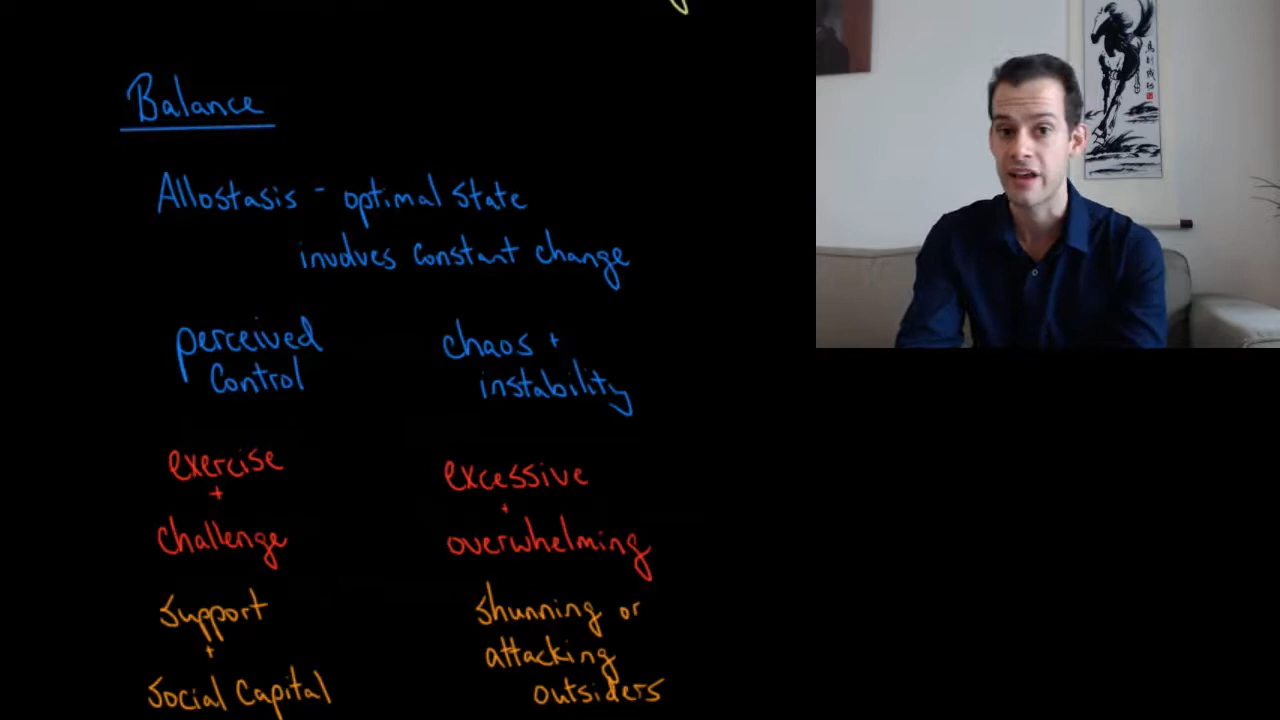 Balance
Allostasis - optimal state
involves constant change
perceived control
chaos + instability
exercise + challenge
excessive + overwhelming
support + social capital
shunning or attacking outsiders